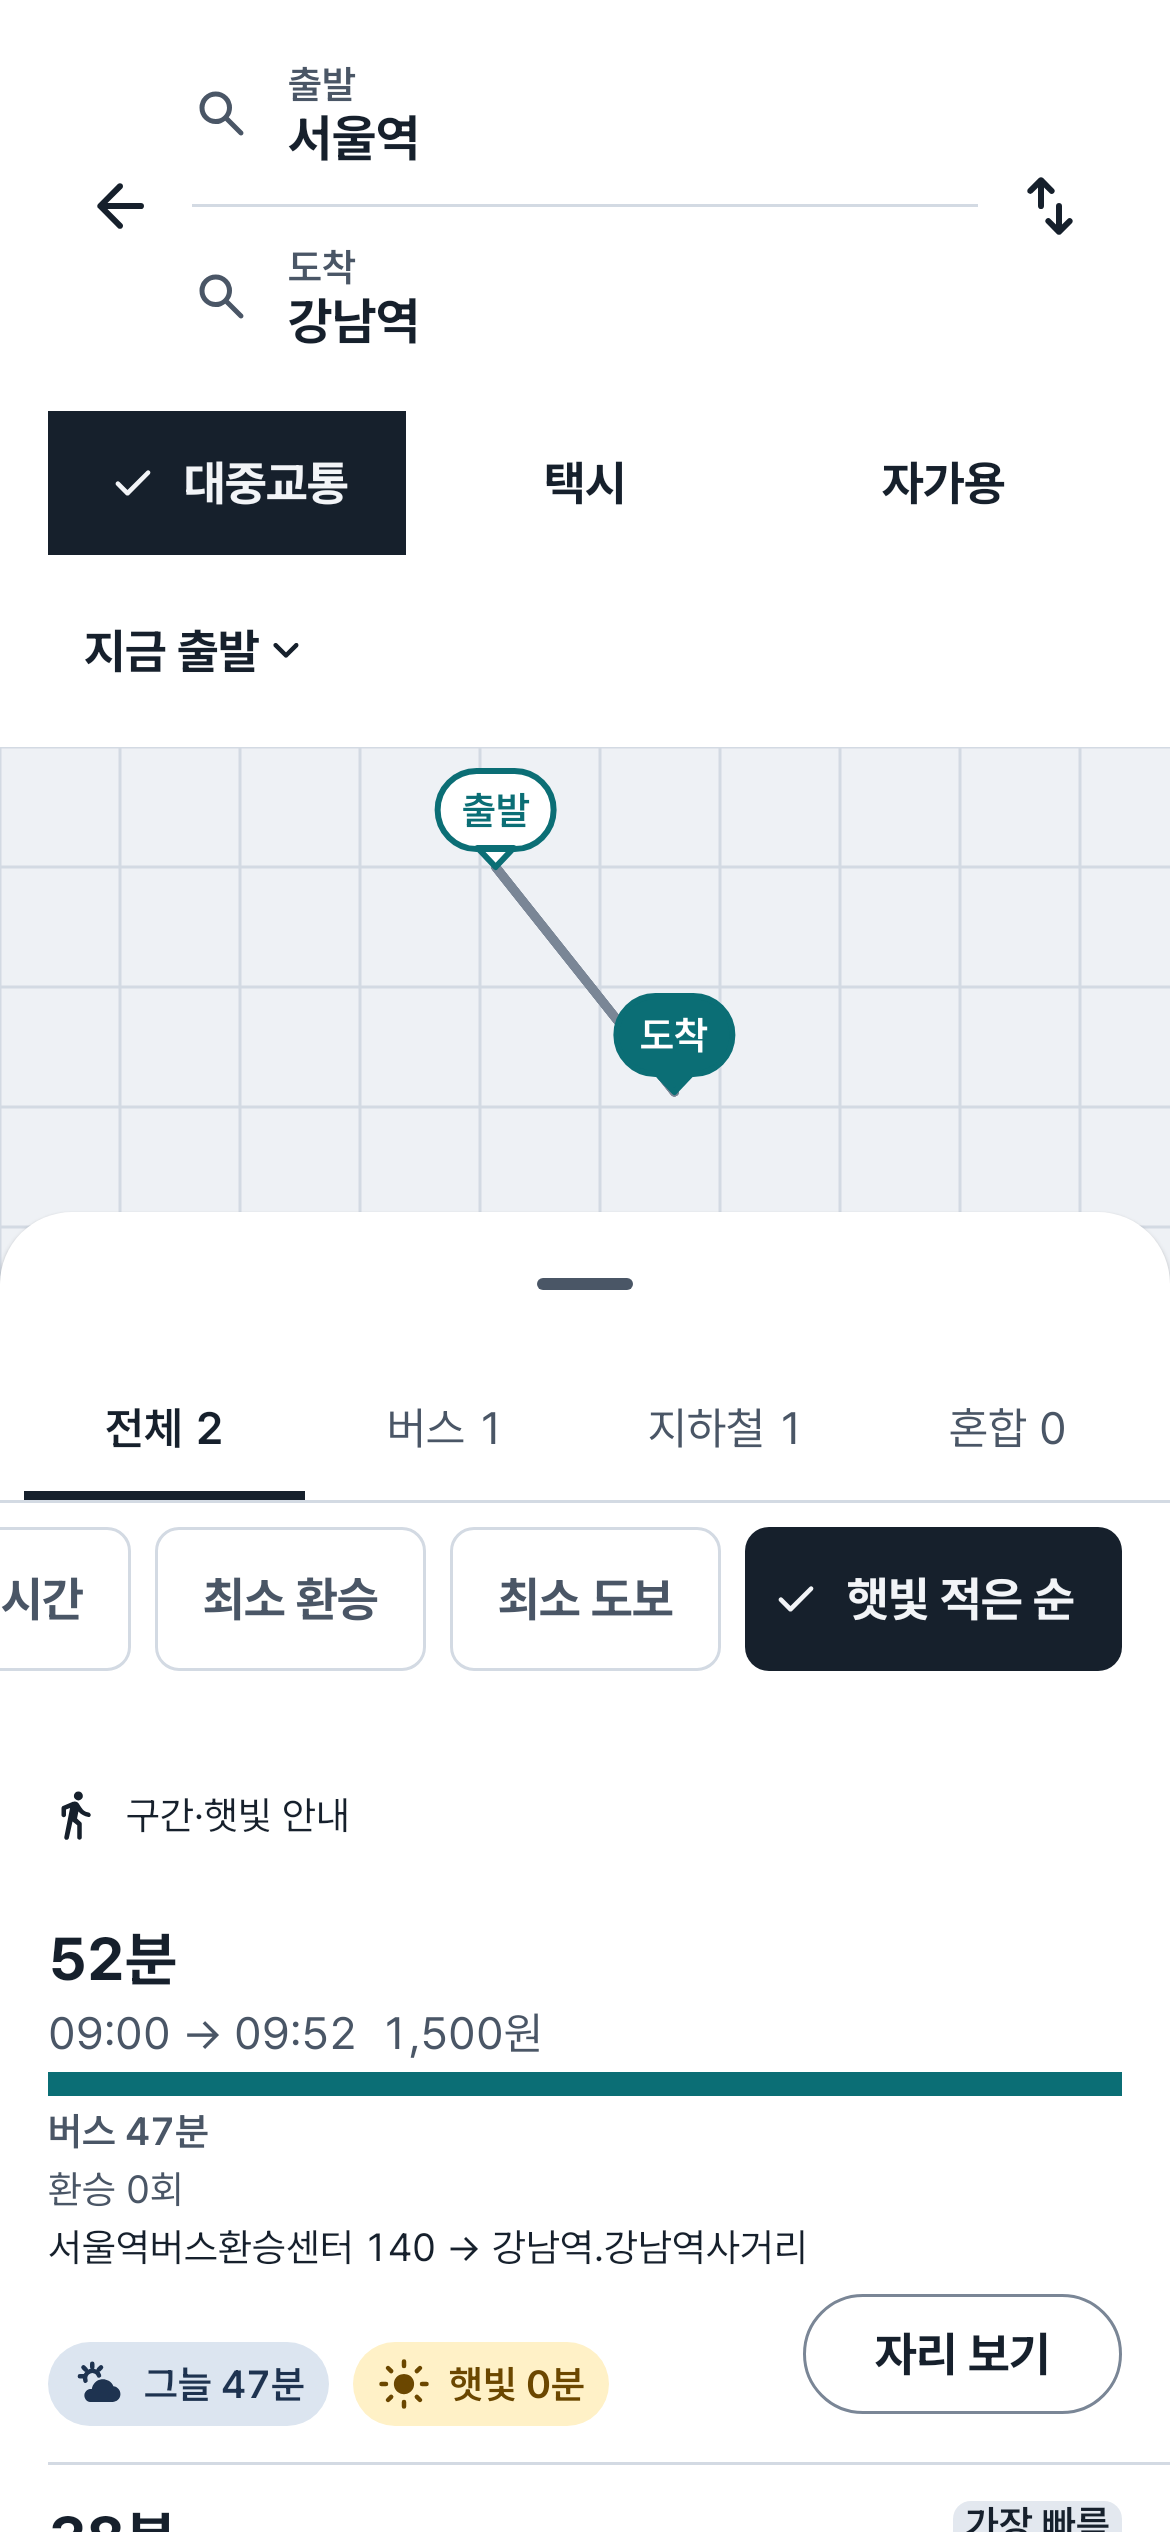 출발
서울역
도착
강남역
대중교통 택시 자가용
지금 출발
출발
도착
전체 2 버스 1 지하철 1 혼합 0
시간 최소 환승 최소 도보 햇빛 적은 순
구간·햇빛 안내
52분
09:00 → 09:52 1,500원
버스 47분
환승 0회
서울역버스환승센터 140 → 강남역.강남역사거리
자리 보기
그늘 47분 햇빛 0분
가장 빠름